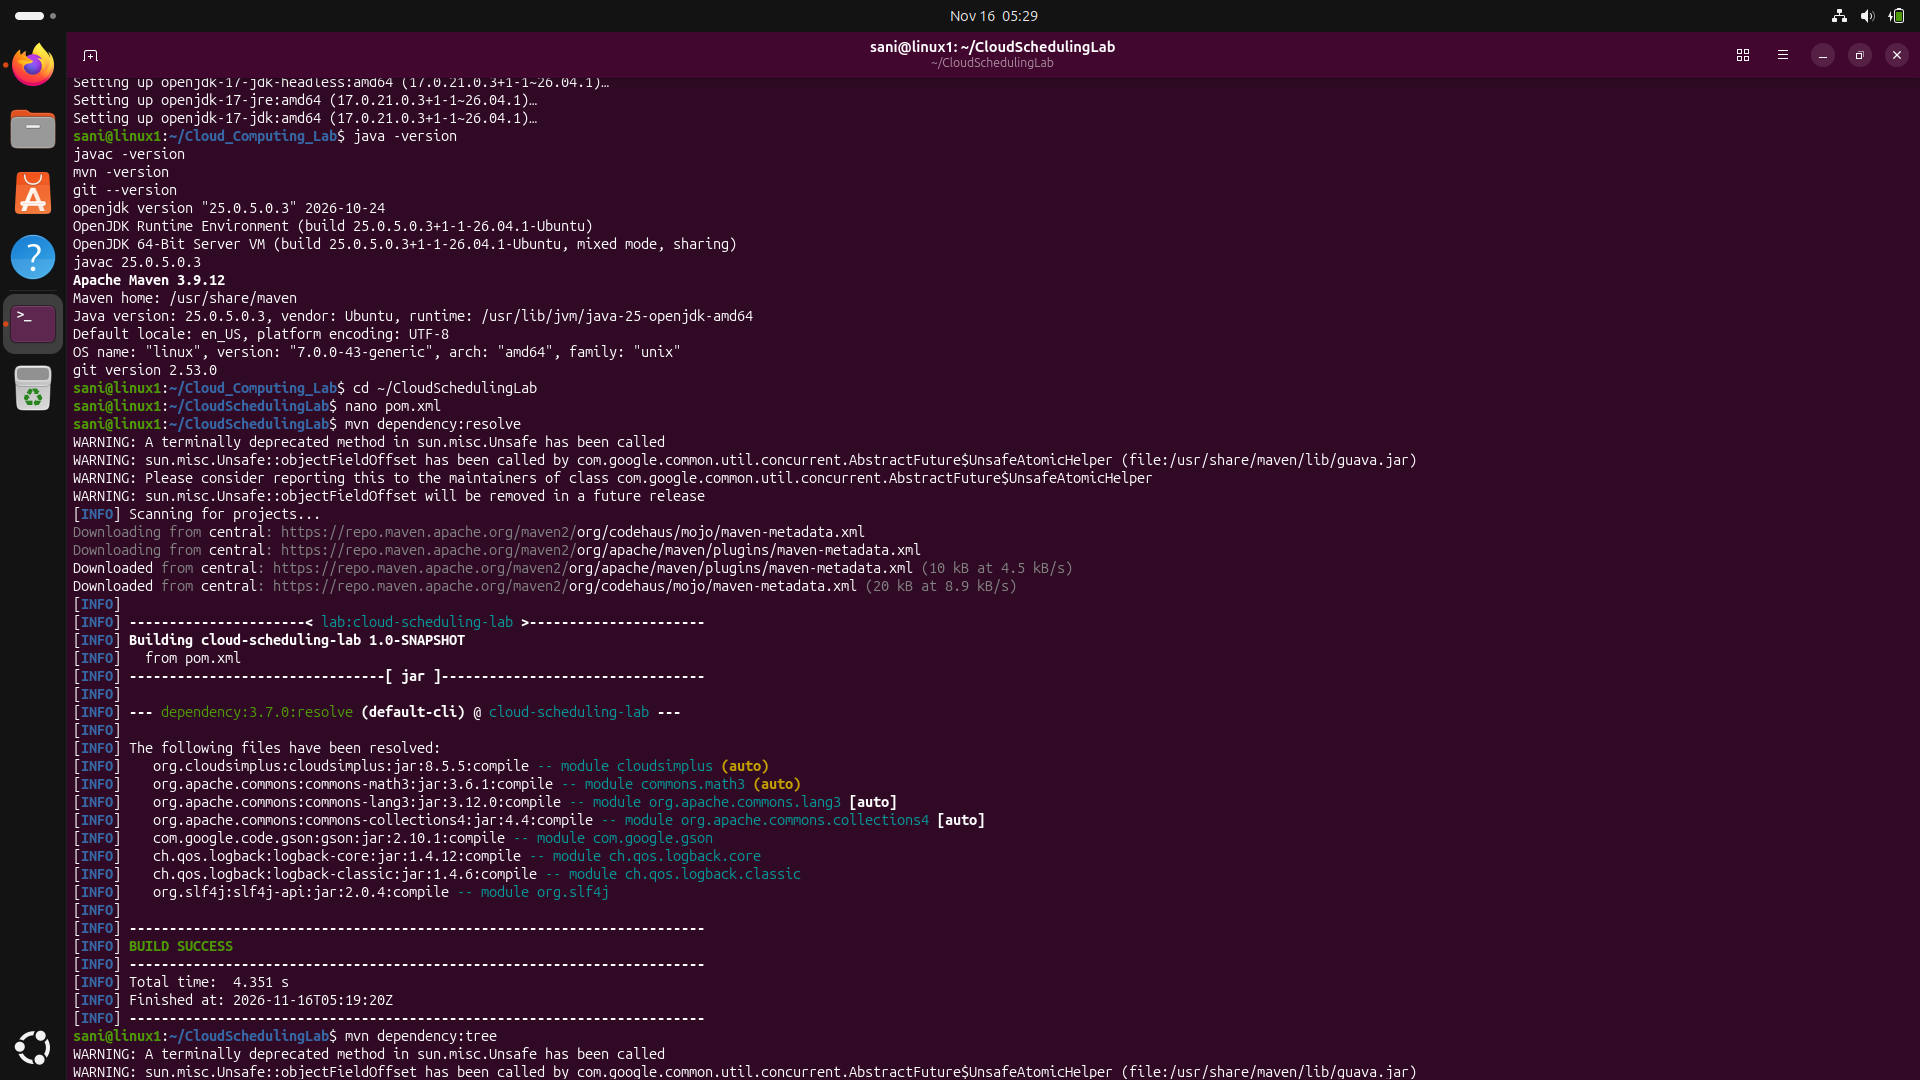 Nov 16 05:29
sani@linux1: ~/CloudSchedulingLab
~/CloudSchedulingLab
Setting up openjdk-17-jdk-headless:amd64 (17.0.21.0.3+1-1~26.04.1)…
Setting up openjdk-17-jre:amd64 (17.0.21.0.3+1-1~26.04.1)…
Setting up openjdk-17-jdk:amd64 (17.0.21.0.3+1-1~26.04.1)…
sani@linux1:~/Cloud_Computing_Lab$ java -version
javac -version
mvn -version
git --version
openjdk version "25.0.5.0.3" 2026-10-24
OpenJDK Runtime Environment (build 25.0.5.0.3+1-1-26.04.1-Ubuntu)
OpenJDK 64-Bit Server VM (build 25.0.5.0.3+1-1-26.04.1-Ubuntu, mixed mode, sharing)
javac 25.0.5.0.3
Apache Maven 3.9.12
Maven home: /usr/share/maven
Java version: 25.0.5.0.3, vendor: Ubuntu, runtime: /usr/lib/jvm/java-25-openjdk-amd64
Default locale: en_US, platform encoding: UTF-8
OS name: "linux", version: "7.0.0-43-generic", arch: "amd64", family: "unix"
git version 2.53.0
sani@linux1:~/Cloud_Computing_Lab$ cd ~/CloudSchedulingLab
sani@linux1:~/CloudSchedulingLab$ nano pom.xml
sani@linux1:~/CloudSchedulingLab$ mvn dependency:resolve
WARNING: A terminally deprecated method in sun.misc.Unsafe has been called
WARNING: sun.misc.Unsafe::objectFieldOffset has been called by com.google.common.util.concurrent.AbstractFuture$UnsafeAtomicHelper (file:/usr/share/maven/lib/guava.jar)
WARNING: Please consider reporting this to the maintainers of class com.google.common.util.concurrent.AbstractFuture$UnsafeAtomicHelper
WARNING: sun.misc.Unsafe::objectFieldOffset will be removed in a future release
[INFO] Scanning for projects...
Downloading from central: https://repo.maven.apache.org/maven2/org/codehaus/mojo/maven-metadata.xml
Downloading from central: https://repo.maven.apache.org/maven2/org/apache/maven/plugins/maven-metadata.xml
Downloaded from central: https://repo.maven.apache.org/maven2/org/apache/maven/plugins/maven-metadata.xml (10 kB at 4.5 kB/s)
Downloaded from central: https://repo.maven.apache.org/maven2/org/codehaus/mojo/maven-metadata.xml (20 kB at 8.9 kB/s)
[INFO]
[INFO] ----------------------< lab:cloud-scheduling-lab >----------------------
[INFO] Building cloud-scheduling-lab 1.0-SNAPSHOT
[INFO]   from pom.xml
[INFO] --------------------------------[ jar ]---------------------------------
[INFO]
[INFO] --- dependency:3.7.0:resolve (default-cli) @ cloud-scheduling-lab ---
[INFO]
[INFO] The following files have been resolved:
[INFO]    org.cloudsimplus:cloudsimplus:jar:8.5.5:compile -- module cloudsimplus (auto)
[INFO]    org.apache.commons:commons-math3:jar:3.6.1:compile -- module commons.math3 (auto)
[INFO]    org.apache.commons:commons-lang3:jar:3.12.0:compile -- module org.apache.commons.lang3 [auto]
[INFO]    org.apache.commons:commons-collections4:jar:4.4:compile -- module org.apache.commons.collections4 [auto]
[INFO]    com.google.code.gson:gson:jar:2.10.1:compile -- module com.google.gson
[INFO]    ch.qos.logback:logback-core:jar:1.4.12:compile -- module ch.qos.logback.core
[INFO]    ch.qos.logback:logback-classic:jar:1.4.6:compile -- module ch.qos.logback.classic
[INFO]    org.slf4j:slf4j-api:jar:2.0.4:compile -- module org.slf4j
[INFO]
[INFO] ------------------------------------------------------------------------
[INFO] BUILD SUCCESS
[INFO] ------------------------------------------------------------------------
[INFO] Total time:  4.351 s
[INFO] Finished at: 2026-11-16T05:19:20Z
[INFO] ------------------------------------------------------------------------
sani@linux1:~/CloudSchedulingLab$ mvn dependency:tree
WARNING: A terminally deprecated method in sun.misc.Unsafe has been called
WARNING: sun.misc.Unsafe::objectFieldOffset has been called by com.google.common.util.concurrent.AbstractFuture$UnsafeAtomicHelper (file:/usr/share/maven/lib/guava.jar)